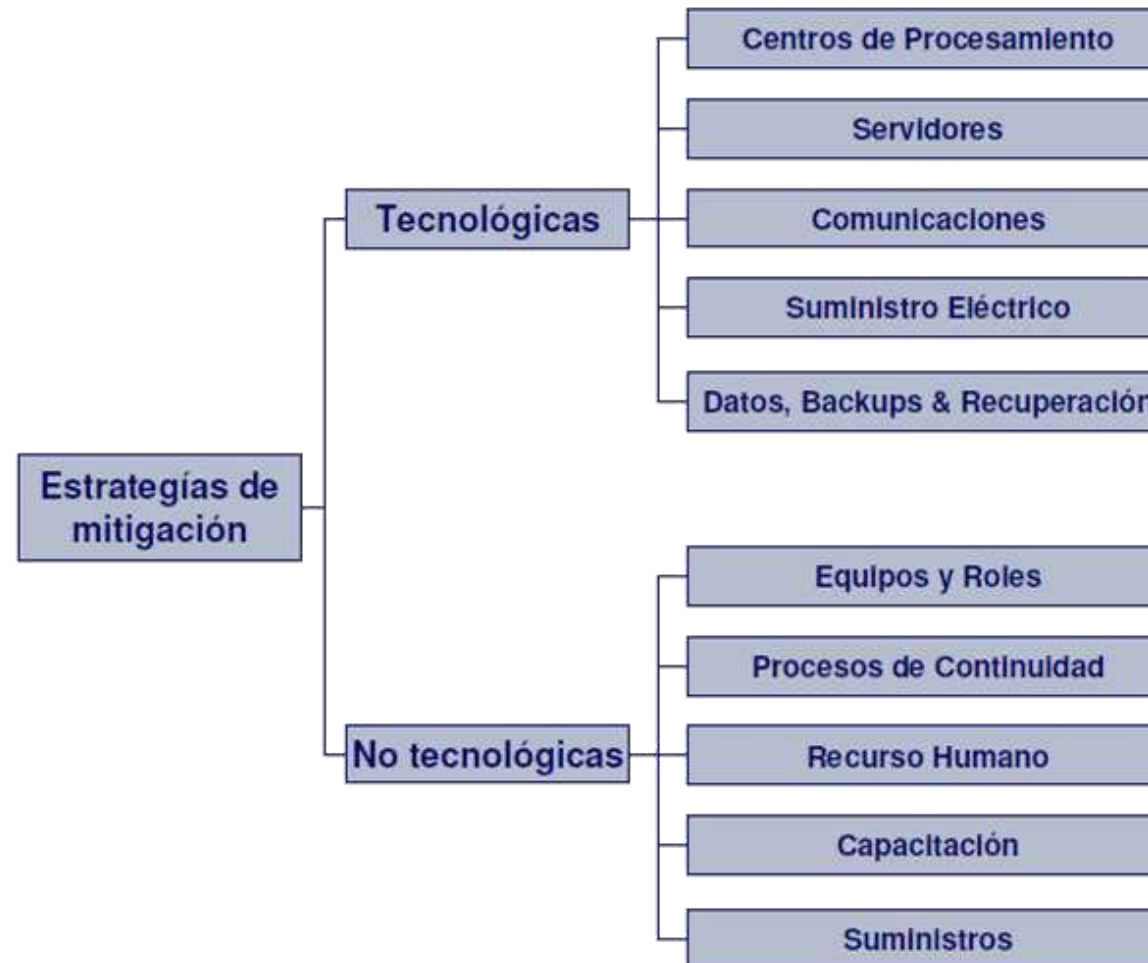 Centros de Procesamiento
Servidores
Tecnológicas
Comunicaciones
Suministro Eléctrico
Datos, Backups & Recuperación
Estrategías de
mitigación
Equipos y Roles
Procesos de Continuidad
No tecnológicas
Recurso Humano
Capacitación
Suministros